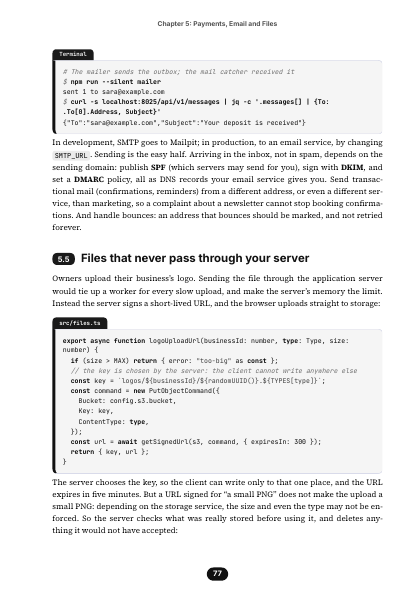 Chapter 5: Payments, Email and Files
Terminal
# The mailer sends the outbox; the mail catcher received it
$ npm run --silent mailer
sent 1 to sara@example.com
$ curl -s localhost:8025/api/v1/messages | jq -c '.messages[] | {To:
.To[0].Address, Subject}'
{"To":"sara@example.com","Subject":"Your deposit is received"}
In development, SMTP goes to Mailpit; in production, to an email service, by changing
SMTP_URL. Sending is the easy half. Arriving in the inbox, not in spam, depends on the
sending domain: publish SPF (which servers may send for you), sign with DKIM, and
set a DMARC policy, all as DNS records your email service gives you. Send transac-
tional mail (confirmations, reminders) from a different address, or even a different ser-
vice, than marketing, so a complaint about a newsletter cannot stop booking confirma-
tions. And handle bounces: an address that bounces should be marked, and not retried
forever.
5.5 Files that never pass through your server
Owners upload their business's logo. Sending the file through the application server
would tie up a worker for every slow upload, and make the server's memory the limit.
Instead the server signs a short-lived URL, and the browser uploads straight to storage:
src/files.ts
export async function logoUploadUrl(businessId: number, type: Type, size:
number) {
if (size > MAX) return { error: "too-big" as const };
// the key is chosen by the server: the client cannot write anywhere else
const key = `logos/${businessId}/${randomUUID()}.${TYPES[type]}`;
const command = new PutObjectCommand({
Bucket: config.s3.bucket,
Key: key,
ContentType: type,
});
const url = await getSignedUrl(s3, command, { expiresIn: 300 });
return { key, url };
}
The server chooses the key, so the client can write only to that one place, and the URL
expires in five minutes. But a URL signed for "a small PNG" does not make the upload a
small PNG: depending on the storage service, the size and even the type may not be en-
forced. So the server checks what was really stored before using it, and deletes any-
thing it would not have accepted:
77